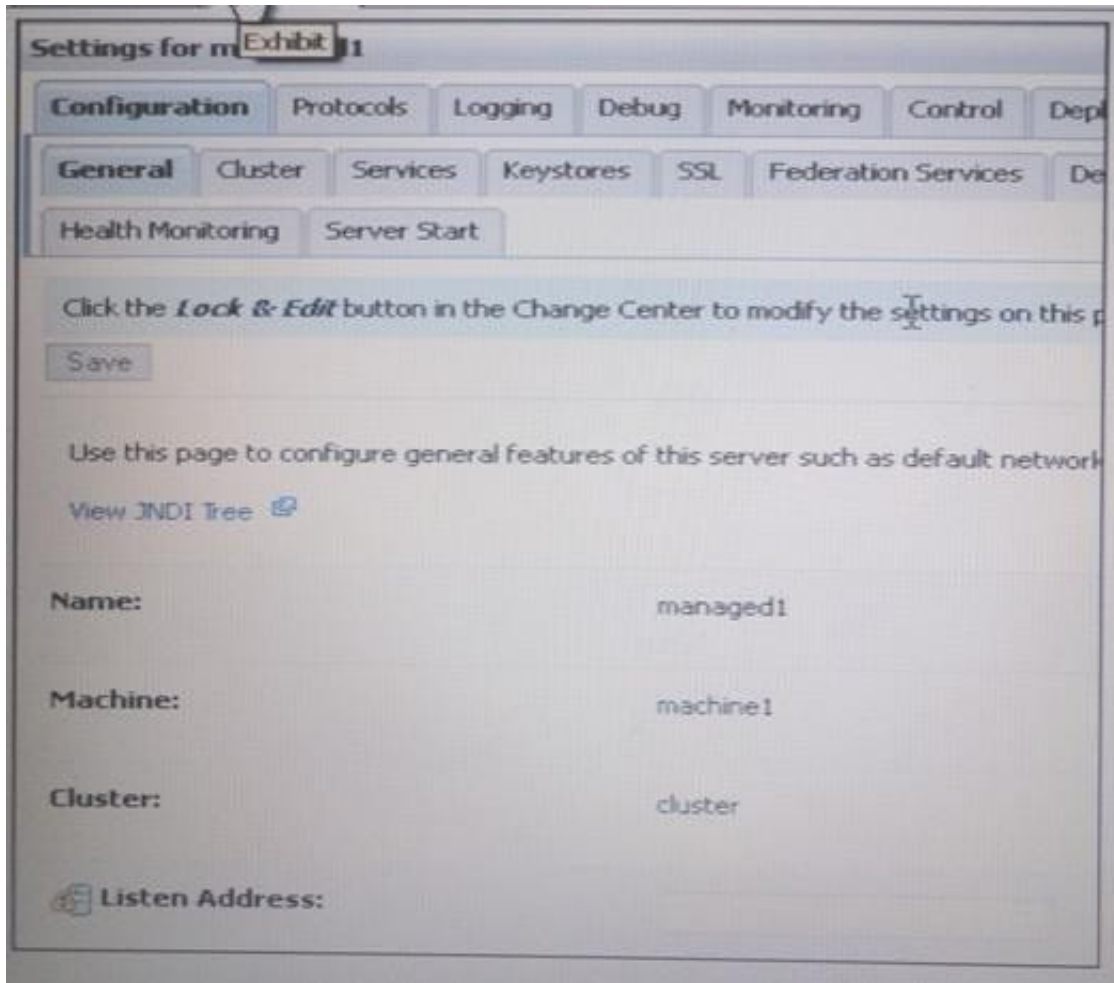 Settings for m
Exhibit
1
Configuration Protocols Logging Debug Monitoring Control Depl
General Cluster Services Keystores SSL Federation Services De
Health Monitoring Server Start
Click the Lock & Edit button in the Change Center to modify the settings on this p
Save
Use this page to configure general features of this server such as default network
View JNDI Tree
Name: managed1
Machine: machine1
Cluster: cluster
Listen Address: